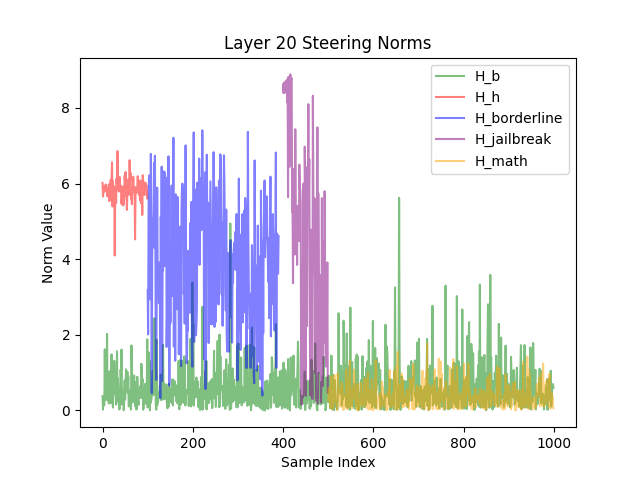 Layer 20 Steering Norms
H_b
H_h
H_borderline
H_jailbreak
H_math
Norm Value
8
6
4
2
0
0 200 400 600 800 1000
Sample Index